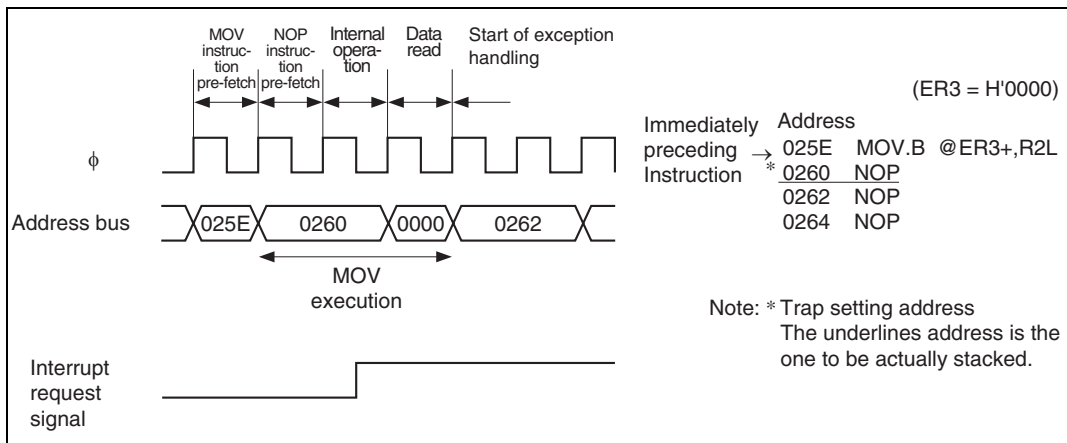 MOV
instruc-
tion
pre-fetch
NOP
instruc-
tion
pre-fetch
Internal
opera-
tion
Data
read
Start of exception
handling
(ER3 = H'0000)
ϕ
Address bus
025E
0260
0000
0262
MOV
execution
Interrupt
request
signal
Immediately
preceding
Instruction
→
Address
025E MOV.B @ER3+,R2L
* 0260 NOP
0262 NOP
0264 NOP
Note: * Trap setting address
The underlines address is the
one to be actually stacked.